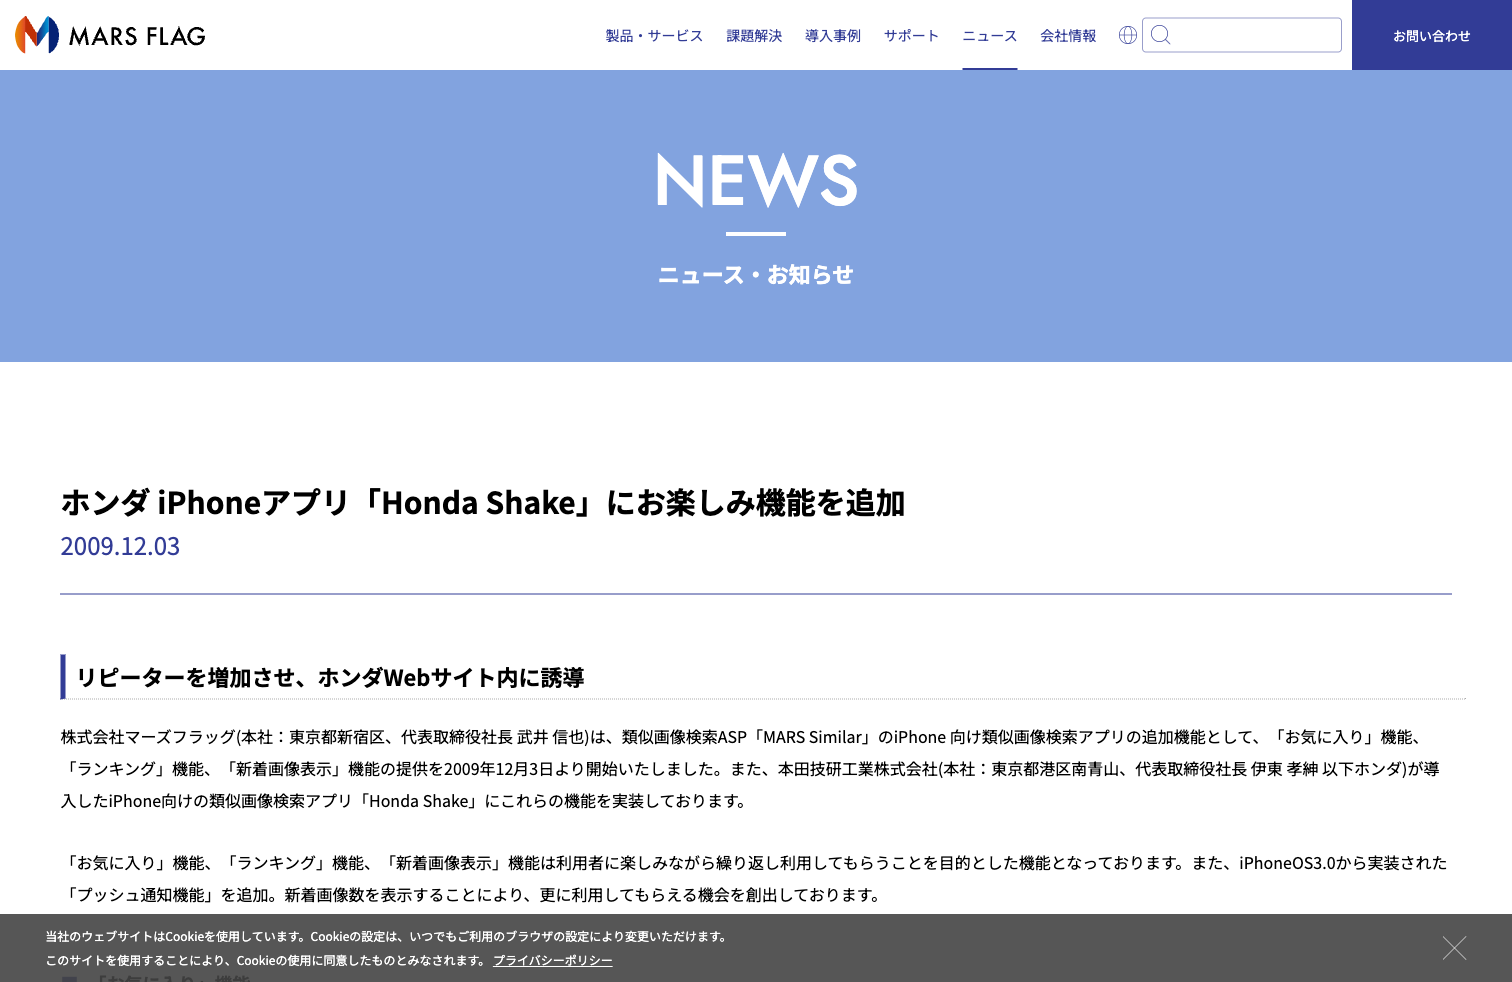 MARS FLAG
製品・サービス 課題解決 導入事例 サポート ニュース 会社情報 お問い合わせ
NEWS
ニュース・お知らせ
ホンダ iPhoneアプリ「Honda Shake」にお楽しみ機能を追加
2009.12.03
リピーターを増加させ、ホンダWebサイト内に誘導
株式会社マーズフラッグ(本社：東京都新宿区、代表取締役社長 武井 信也)は、類似画像検索ASP「MARS Similar」のiPhone 向け類似画像検索アプリの追加機能として、「お気に入り」機能、
「ランキング」機能、「新着画像表示」機能の提供を2009年12月3日より開始いたしました。また、本田技研工業株式会社(本社：東京都港区南青山、代表取締役社長 伊東 孝紳 以下ホンダ)が導
入したiPhone向けの類似画像検索アプリ「Honda Shake」にこれらの機能を実装しております。
「お気に入り」機能、「ランキング」機能、「新着画像表示」機能は利用者に楽しみながら繰り返し利用してもらうことを目的とした機能となっております。また、iPhoneOS3.0から実装された
「プッシュ通知機能」を追加。新着画像数を表示することにより、更に利用してもらえる機会を創出しております。
当社のウェブサイトはCookieを使用しています。Cookieの設定は、いつでもご利用のブラウザの設定により変更いただけます。
このサイトを使用することにより、Cookieの使用に同意したものとみなされます。 プライバシーポリシー
■ 「お気に入り」機能